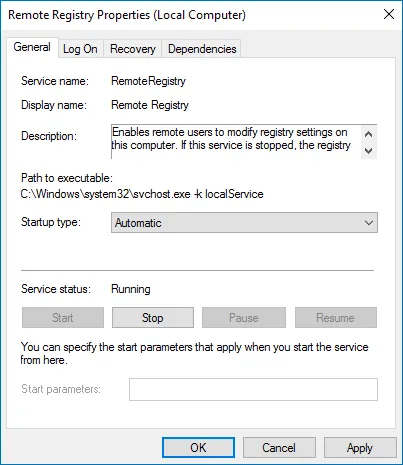 Remote Registry Properties (Local Computer)
General Log On Recovery Dependencies
Service name: RemoteRegistry
Display name: Remote Registry
Description: Enables remote users to modify registry settings on
this computer. If this service is stopped, the registry
Path to executable:
C:\Windows\system32\svchost.exe -k localService
Startup type: Automatic
Service status: Running
Start Stop Pause Resume
You can specify the start parameters that apply when you start the service
from here.
Start parameters:
OK Cancel Apply